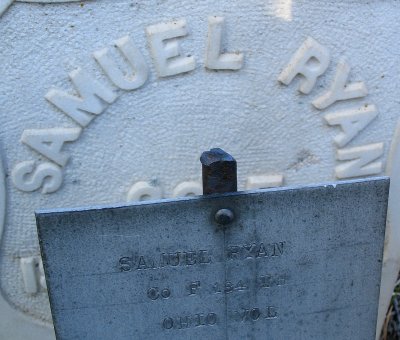 SAMUEL RYAN
SAMUEL RYAN
CO F
OHIO VOL